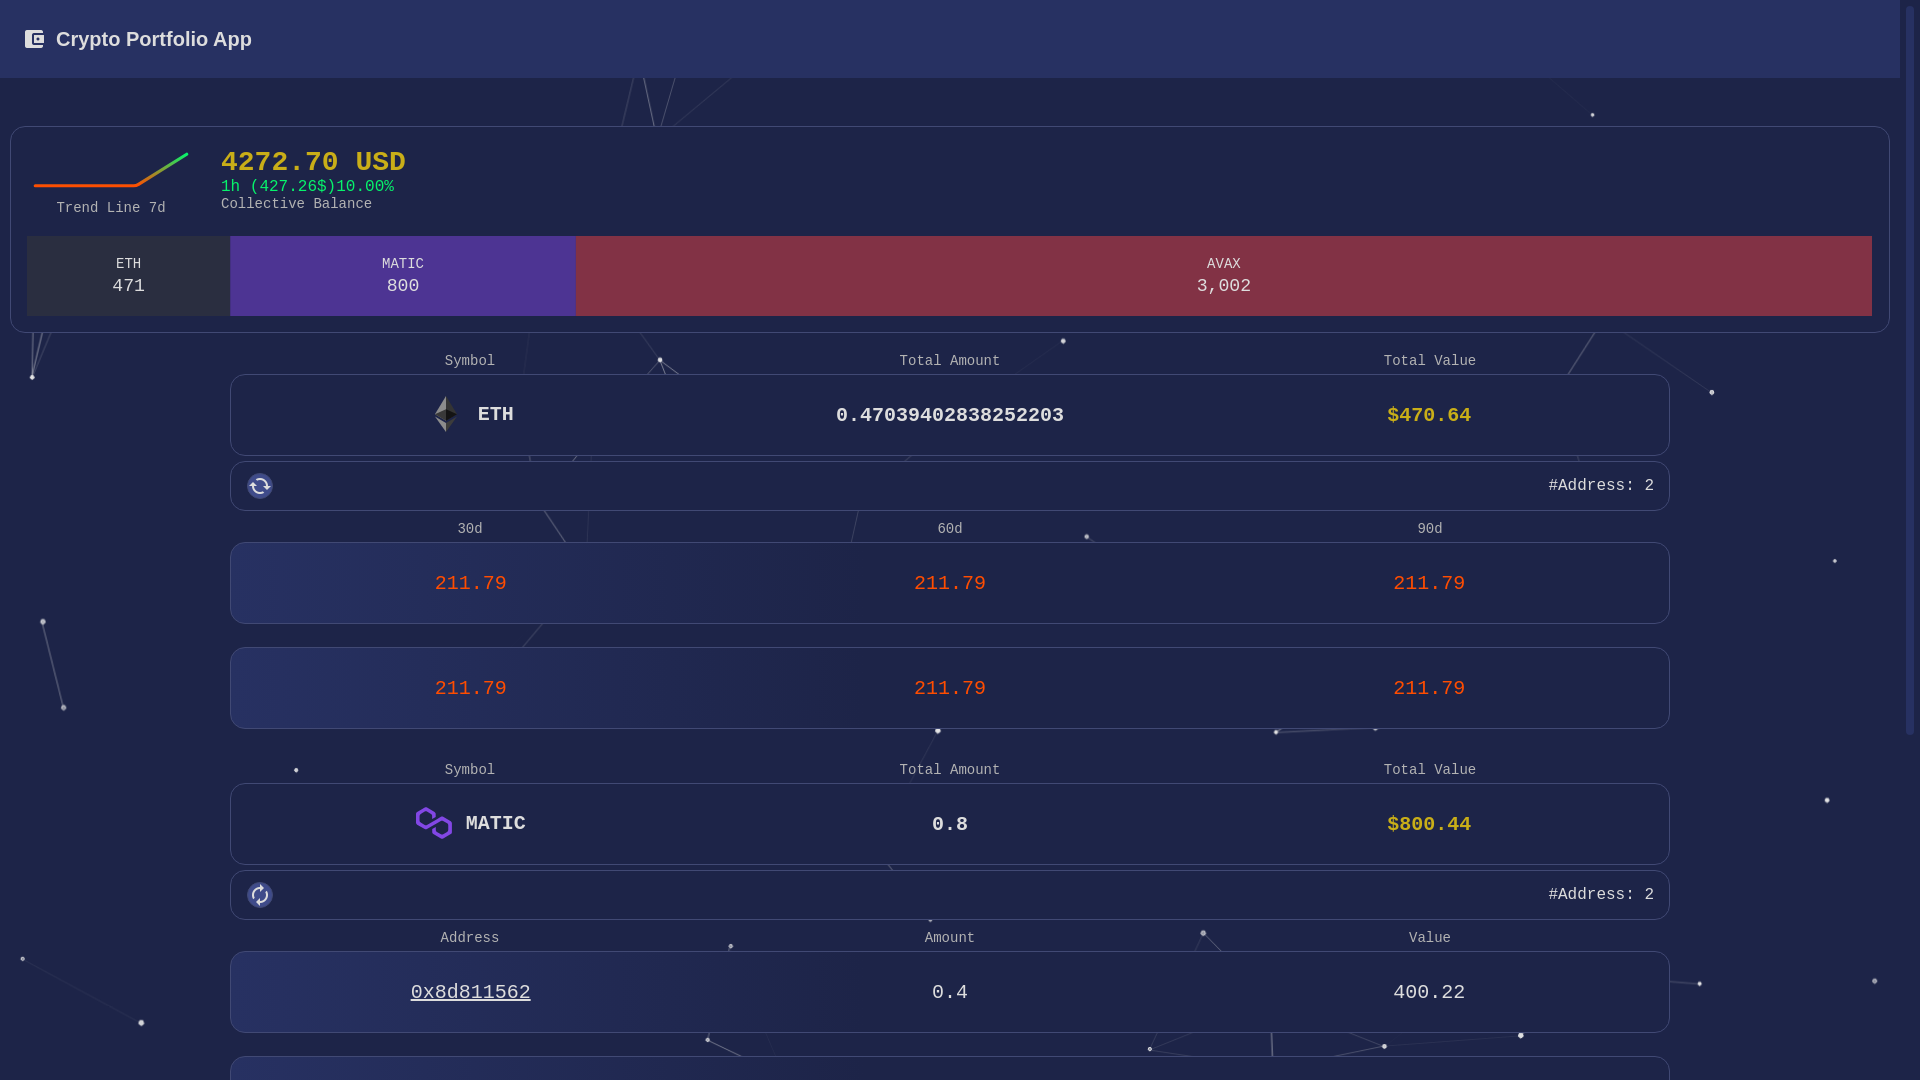 Crypto Portfolio App
4272.70 USD
1h (427.26$)10.00%
Collective Balance
Trend Line 7d
ETH
471
MATIC
800
AVAX
3,002
Symbol Total Amount Total Value
ETH 0.47039402838252203 $470.64
#Address: 2
30d 60d 90d
211.79 211.79 211.79
211.79 211.79 211.79
Symbol Total Amount Total Value
MATIC 0.8 $800.44
#Address: 2
Address Amount Value
0x8d811562 0.4 400.22